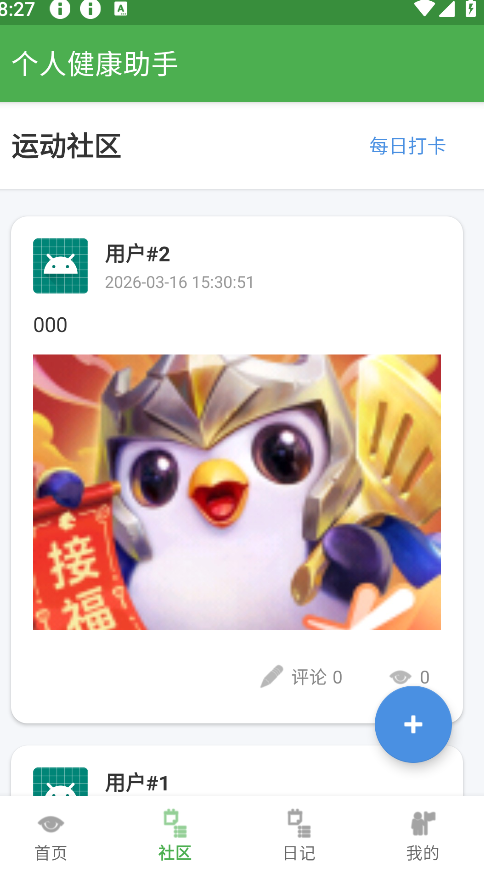 8:27
个人健康助手
运动社区 每日打卡
用户#2
2026-03-16 15:30:51
000
接福
评论 0 0
用户#1
首页 社区 日记 我的